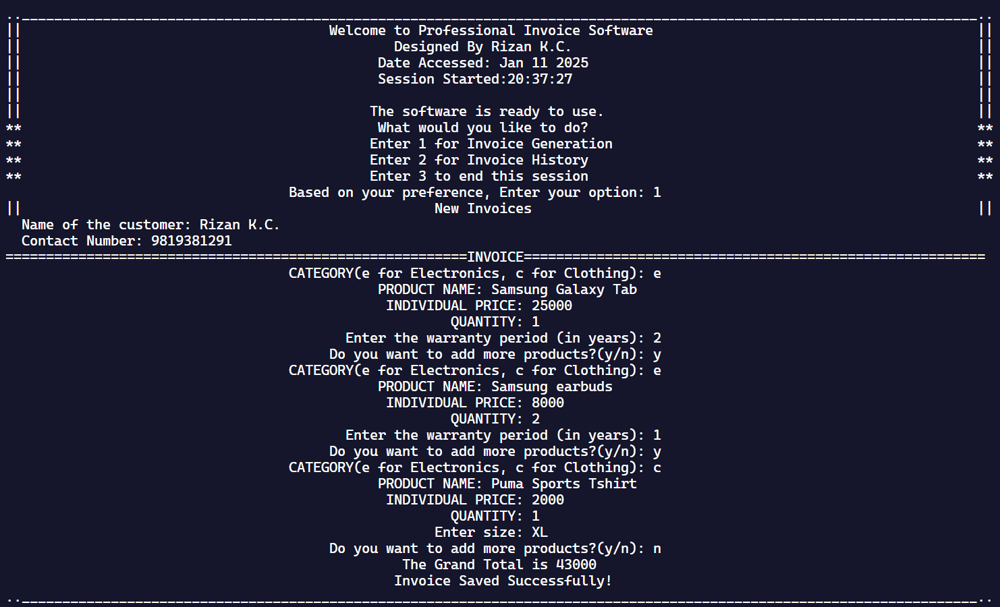 ..______________________________________________________________________________________________________________________..
|| Welcome to Professional Invoice Software ||
|| Designed By Rizan K.C. ||
|| Date Accessed: Jan 11 2025 ||
|| Session Started:20:37:27 ||
|| ||
|| The software is ready to use. ||
** What would you like to do? **
** Enter 1 for Invoice Generation **
** Enter 2 for Invoice History **
** Enter 3 to end this session **
Based on your preference, Enter your option: 1
|| New Invoices ||
Name of the customer: Rizan K.C.
Contact Number: 9819381291
=========================================================INVOICE=========================================================
CATEGORY(e for Electronics, c for Clothing): e
PRODUCT NAME: Samsung Galaxy Tab
INDIVIDUAL PRICE: 25000
QUANTITY: 1
Enter the warranty period (in years): 2
Do you want to add more products?(y/n): y
CATEGORY(e for Electronics, c for Clothing): e
PRODUCT NAME: Samsung earbuds
INDIVIDUAL PRICE: 8000
QUANTITY: 2
Enter the warranty period (in years): 1
Do you want to add more products?(y/n): y
CATEGORY(e for Electronics, c for Clothing): c
PRODUCT NAME: Puma Sports Tshirt
INDIVIDUAL PRICE: 2000
QUANTITY: 1
Enter size: XL
Do you want to add more products?(y/n): n
The Grand Total is 43000
Invoice Saved Successfully!
..______________________________________________________________________________________________________________________..